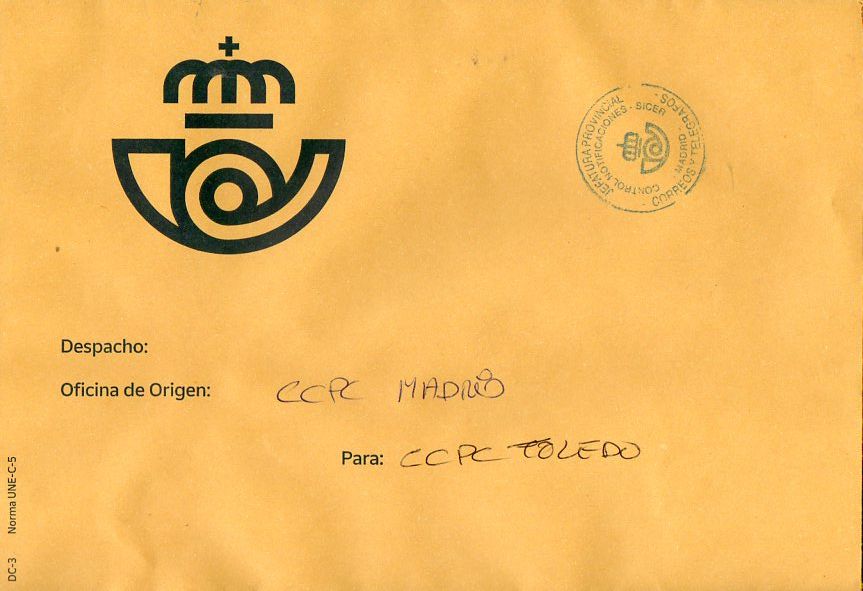 JEFATURA PROVINCIAL - CORREOS Y TELEGRAFOS -
CONTROL NOTIFICACIONES - SICER - MADRID -
Despacho:
Oficina de Origen: CCPC MADRID
Para: CCPC TOLEDO
DC-3 Norma UNE-C-5